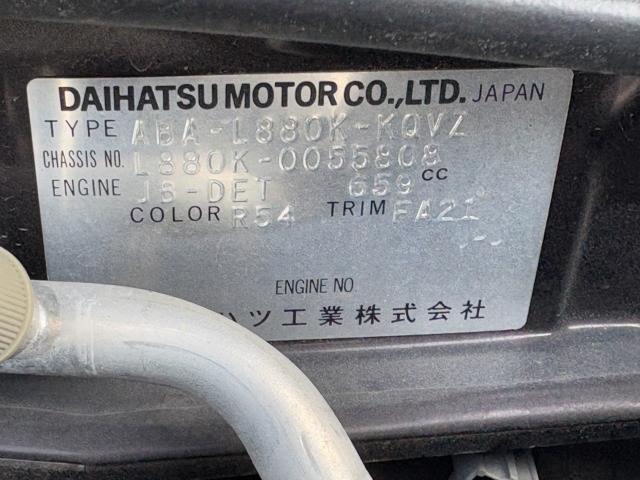 DAIHATSU MOTOR CO.,LTD. JAPAN
TYPE ABA-L880K-KQVZ
CHASSIS NO. L880K-0055808
ENGINE JB-DET 659 CC
COLOR R54 TRIM FA21
ENGINE NO.
ハツ工業株式会社